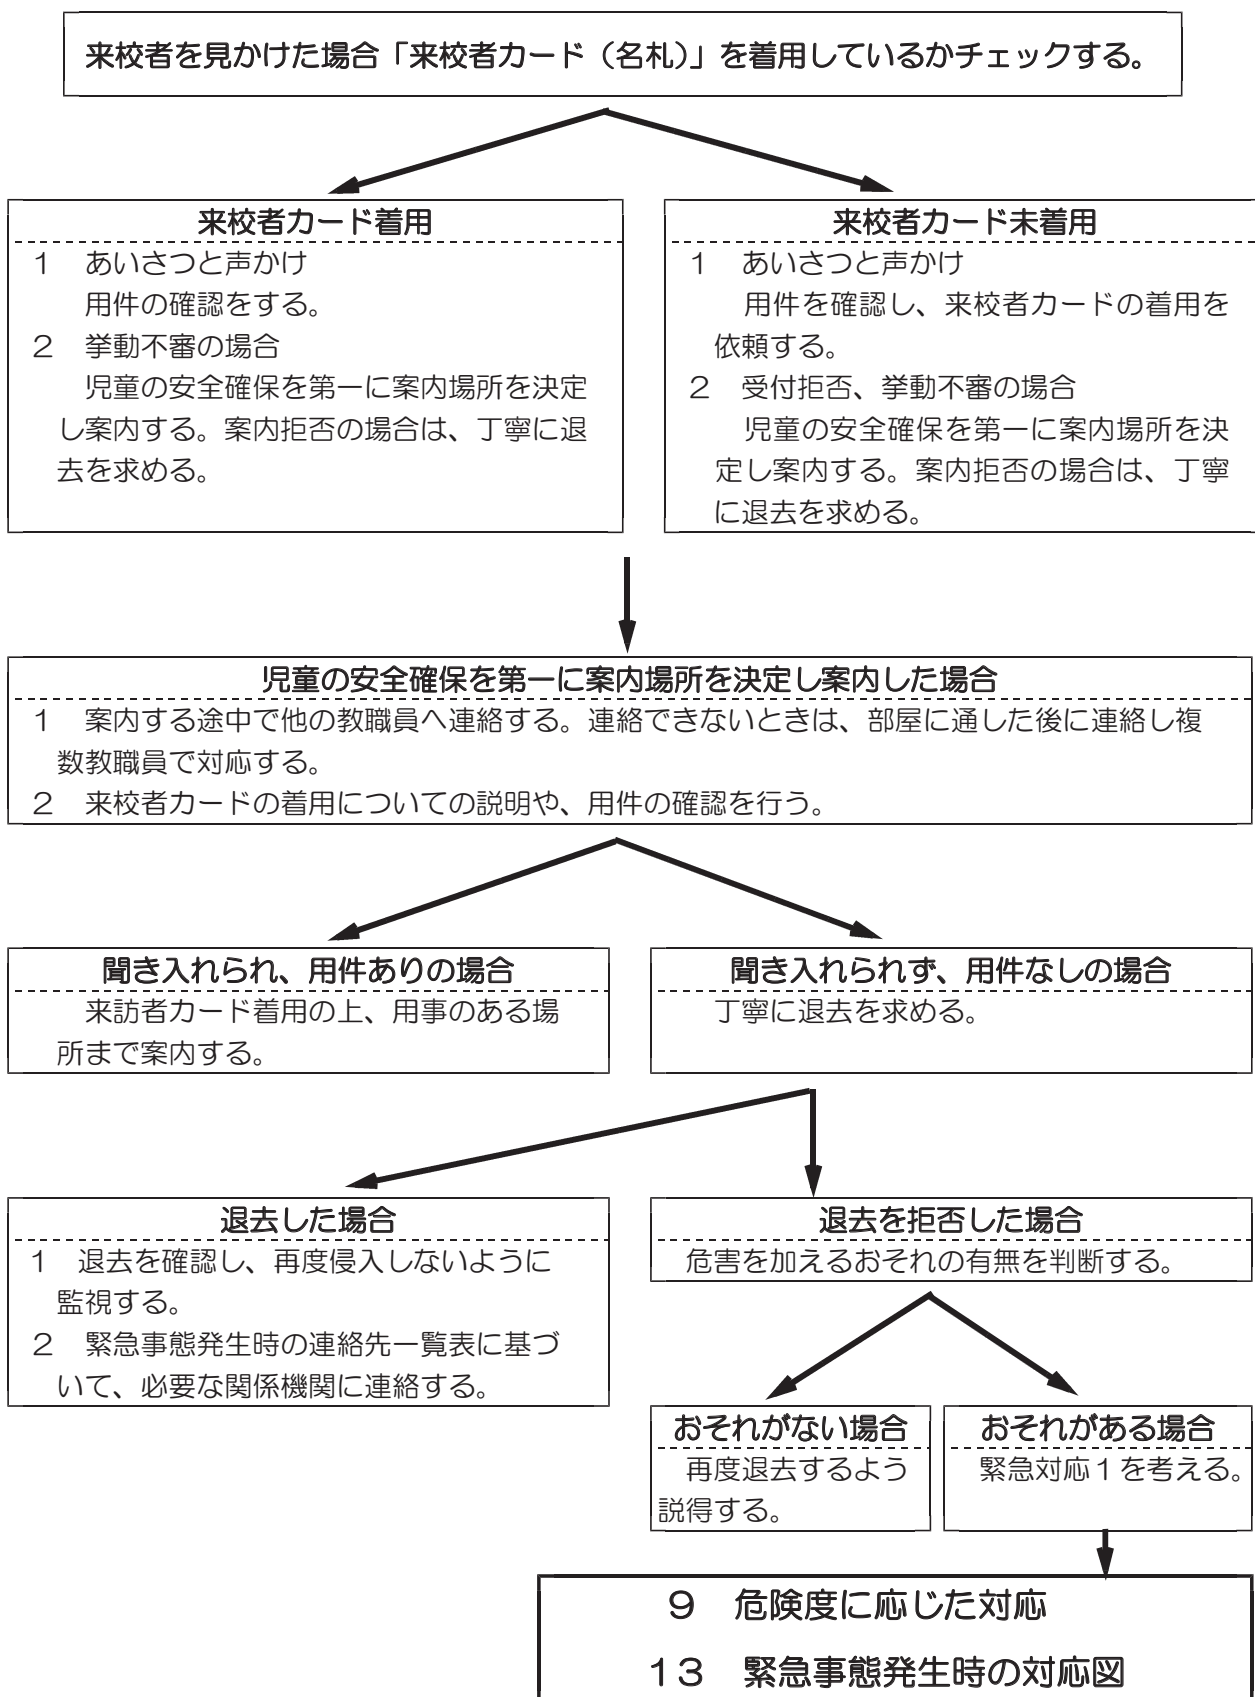 来校者を見かけた場合「来校者カード（名札）」を着用しているかチェックする。
来校者カード着用
１　あいさつと声かけ
用件の確認をする。
２　挙動不審の場合
児童の安全確保を第一に案内場所を決定
し案内する。案内拒否の場合は、丁寧に退
去を求める。
来校者カード未着用
１　あいさつと声かけ
用件を確認し、来校者カードの着用を
依頼する。
２　受付拒否、挙動不審の場合
児童の安全確保を第一に案内場所を決
定し案内する。案内拒否の場合は、丁寧
に退去を求める。
児童の安全確保を第一に案内場所を決定し案内した場合
１　案内する途中で他の教職員へ連絡する。連絡できないときは、部屋に通した後に連絡し複
数教職員で対応する。
２　来校者カードの着用についての説明や、用件の確認を行う。
聞き入れられ、用件ありの場合
来訪者カード着用の上、用事のある場
所まで案内する。
聞き入れられず、用件なしの場合
丁寧に退去を求める。
退去した場合
１　退去を確認し、再度侵入しないように
監視する。
２　緊急事態発生時の連絡先一覧表に基づ
いて、必要な関係機関に連絡する。
退去を拒否した場合
危害を加えるおそれの有無を判断する。
おそれがない場合
再度退去するよう
説得する。
おそれがある場合
緊急対応１を考える。
９　危険度に応じた対応
１３　緊急事態発生時の対応図